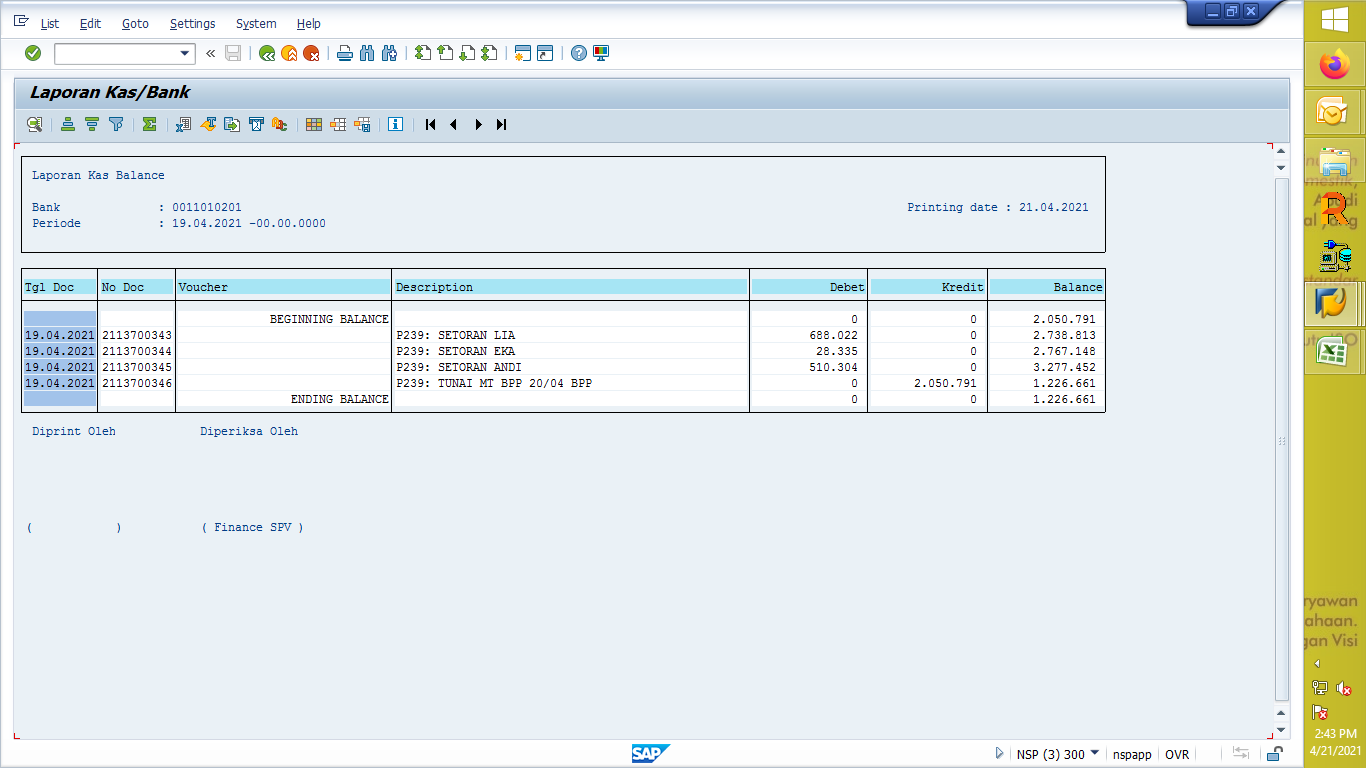 List Edit Goto Settings System Help
Laporan Kas/Bank
Laporan Kas Balance
Bank : 0011010201 Printing date : 21.04.2021
Periode : 19.04.2021 -00.00.0000
Tgl Doc No Doc Voucher Description Debet Kredit Balance
BEGINNING BALANCE 0 0 2.050.791
19.04.2021 2113700343 P239: SETORAN LIA 688.022 0 2.738.813
19.04.2021 2113700344 P239: SETORAN EKA 28.335 0 2.767.148
19.04.2021 2113700345 P239: SETORAN ANDI 510.304 0 3.277.452
19.04.2021 2113700346 P239: TUNAI MT BPP 20/04 BPP 0 2.050.791 1.226.661
ENDING BALANCE 0 0 1.226.661
Diprint Oleh Diperiksa Oleh
( ) ( Finance SPV )
SAP
NSP (3) 300 nspapp OVR
ryawan
ahaan.
gan Visi
2:43 PM
4/21/2021